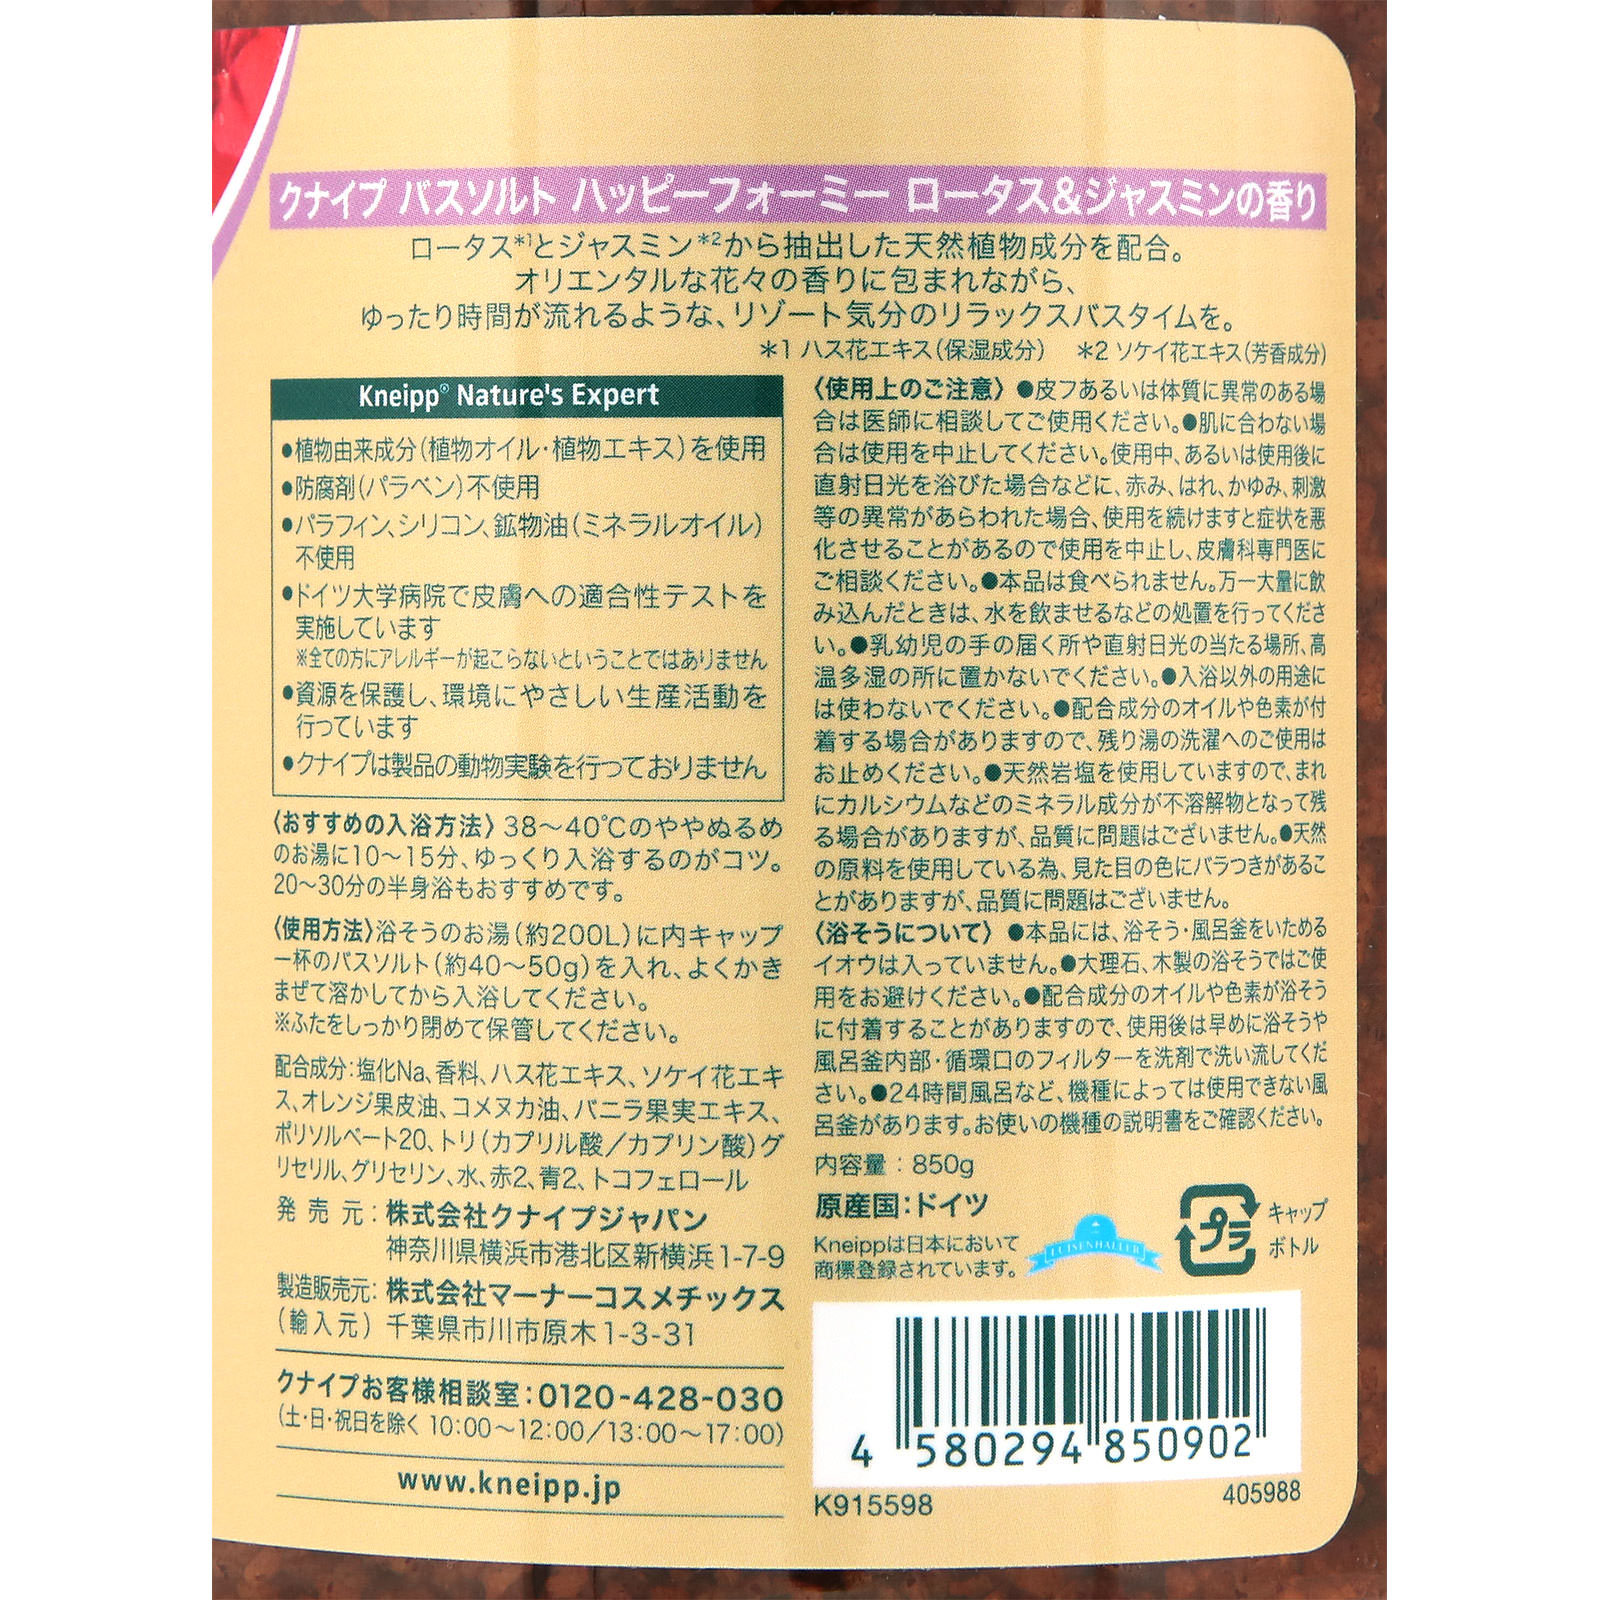 クナイプ バスソルト ハッピーフォーミー ロータス&ジャスミンの香り
ロータス*1とジャスミン*2から抽出した天然植物成分を配合。
オリエンタルな花々の香りに包まれながら、
ゆったり時間が流れるような、リゾート気分のリラックスバスタイムを。
*1 ハス花エキス(保湿成分) *2 ソケイ花エキス(芳香成分)
Kneipp® Nature's Expert
●植物由来成分(植物オイル・植物エキス)を使用
●防腐剤(パラベン)不使用
●パラフィン、シリコン、鉱物油(ミネラルオイル)
不使用
●ドイツ大学病院で皮膚への適合性テストを
実施しています
※全ての方にアレルギーが起こらないということではありません
●資源を保護し、環境にやさしい生産活動を
行っています
●クナイプは製品の動物実験を行っておりません
〈おすすめの入浴方法〉38〜40℃のややぬるめ
のお湯に10〜15分、ゆっくり入浴するのがコツ。
20〜30分の半身浴もおすすめです。
〈使用方法〉浴そうのお湯(約200L)に内キャップ
一杯のバスソルト(約40〜50g)を入れ、よくかき
まぜて溶かしてから入浴してください。
※ふたをしっかり閉めて保管してください。
配合成分:塩化Na、香料、ハス花エキス、ソケイ花エキ
ス、オレンジ果皮油、コメヌカ油、バニラ果実エキス、
ポリソルベート20、トリ(カプリル酸/カプリン酸)グ
リセリル、グリセリン、水、赤2、青2、トコフェロール
発売元:株式会社クナイプジャパン
神奈川県横浜市港北区新横浜1-7-9
製造販売元:株式会社マーナーコスメチックス
(輸入元)千葉県市川市原木1-3-31
クナイプお客様相談室:0120-428-030
(土・日・祝日を除く 10:00〜12:00/13:00〜17:00)
www.kneipp.jp
〈使用上のご注意〉●皮フあるいは体質に異常のある場
合は医師に相談してご使用ください。●肌に合わない場
合は使用を中止してください。使用中、あるいは使用後に
直射日光を浴びた場合などに、赤み、はれ、かゆみ、刺激
等の異常があらわれた場合、使用を続けますと症状を悪
化させることがあるので使用を中止し、皮膚科専門医に
ご相談ください。●本品は食べられません。万一大量に飲
み込んだときは、水を飲ませるなどの処置を行ってくださ
い。●乳幼児の手の届く所や直射日光の当たる場所、高
温多湿の所に置かないでください。●入浴以外の用途に
は使わないでください。●配合成分のオイルや色素が付
着する場合がありますので、残り湯の洗濯へのご使用は
お止めください。●天然岩塩を使用していますので、まれ
にカルシウムなどのミネラル成分が不溶解物となって残
る場合がありますが、品質に問題はございません。●天然
の原料を使用している為、見た目の色にバラつきがあるこ
とがありますが、品質に問題はございません。
〈浴そうについて〉●本品には、浴そう・風呂釜をいためる
イオウは入っていません。●大理石、木製の浴そうではご使
用をお避けください。●配合成分のオイルや色素が浴そう
に付着することがありますので、使用後は早めに浴そうや
風呂釜内部・循環口のフィルターを洗剤で洗い流してくだ
さい。●24時間風呂など、機種によっては使用できない風
呂釜があります。お使いの機種の説明書をご確認ください。
内容量:850g
原産国:ドイツ
Kneippは日本において
商標登録されています。
LUISENHALLER
プラ
キャップ
ボトル
4 580294 850902
K915598
405988